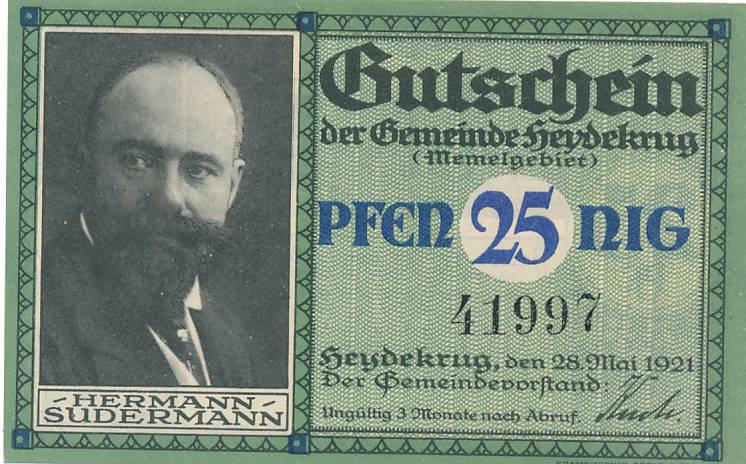 Gutschein
der Gemeinde Heydekrug
(Memelgebiet)
PFEN 25 NIG
41997
Heydekrug, den 28. Mai 1921
Der Gemeindevorstand:
Ungültig 3 Monate nach Abruf.
HERMANN
SUDERMANN